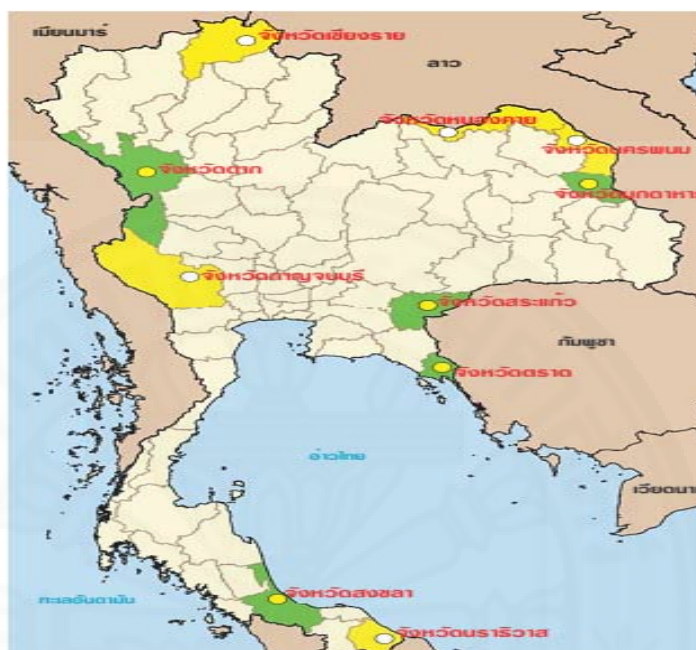 เมียนมาร์
จังหวัดเชียงราย
ลาว
จังหวัดหนองคาย
จังหวัดนครพนม
จังหวัดตาก
จังหวัดมุกดาหาร
จังหวัดกาญจนบุรี
จังหวัดสระแก้ว
กัมพูชา
จังหวัดตราด
อ่าวไทย
เวียดนา
จังหวัดสงขลา
ทะเลอันดามัน
จังหวัดนราธิวาส